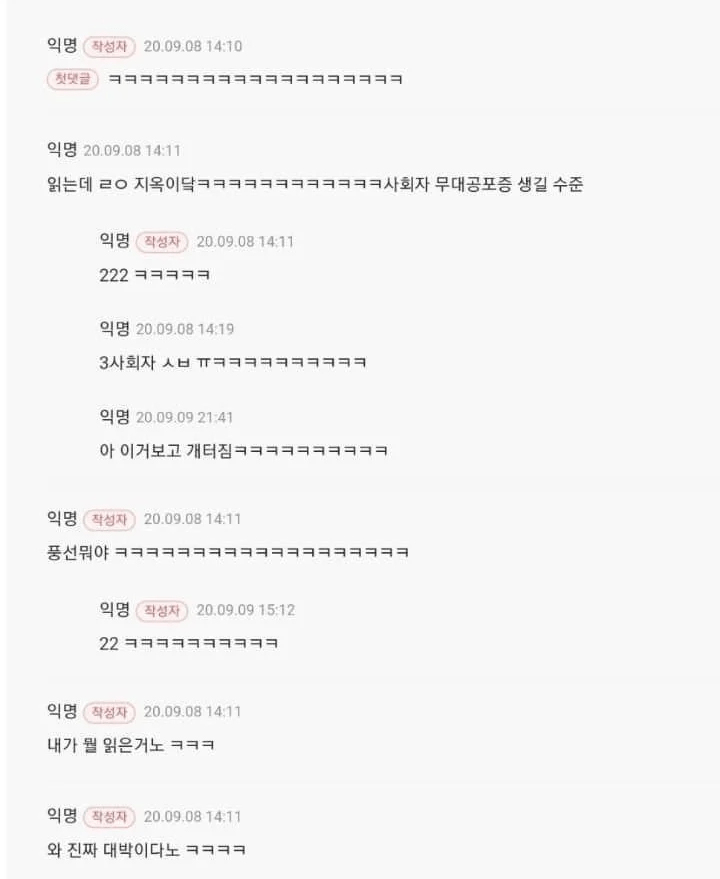 익명 작성자 20.09.08 14:10
첫댓글 ㅋㅋㅋㅋㅋㅋㅋㅋㅋㅋㅋㅋㅋㅋㅋㅋㅋㅋㅋ
익명 20.09.08 14:11
읽는데 ㄹㅇ 지옥이닼ㅋㅋㅋㅋㅋㅋㅋㅋㅋㅋㅋㅋ사회자 무대공포증 생길 수준
익명 작성자 20.09.08 14:11
222 ㅋㅋㅋㅋㅋ
익명 20.09.08 14:19
3사회자 ㅅㅂ ㅠㅋㅋㅋㅋㅋㅋㅋㅋㅋㅋ
익명 20.09.09 21:41
아 이거보고 개터짐ㅋㅋㅋㅋㅋㅋㅋㅋㅋㅋ
익명 작성자 20.09.08 14:11
풍선뭐야 ㅋㅋㅋㅋㅋㅋㅋㅋㅋㅋㅋㅋㅋㅋㅋㅋㅋㅋㅋ
익명 작성자 20.09.09 15:12
22 ㅋㅋㅋㅋㅋㅋㅋㅋㅋㅋ
익명 작성자 20.09.08 14:11
내가 뭘 읽은거노 ㅋㅋㅋ
익명 작성자 20.09.08 14:11
와 진짜 대박이다노 ㅋㅋㅋㅋ